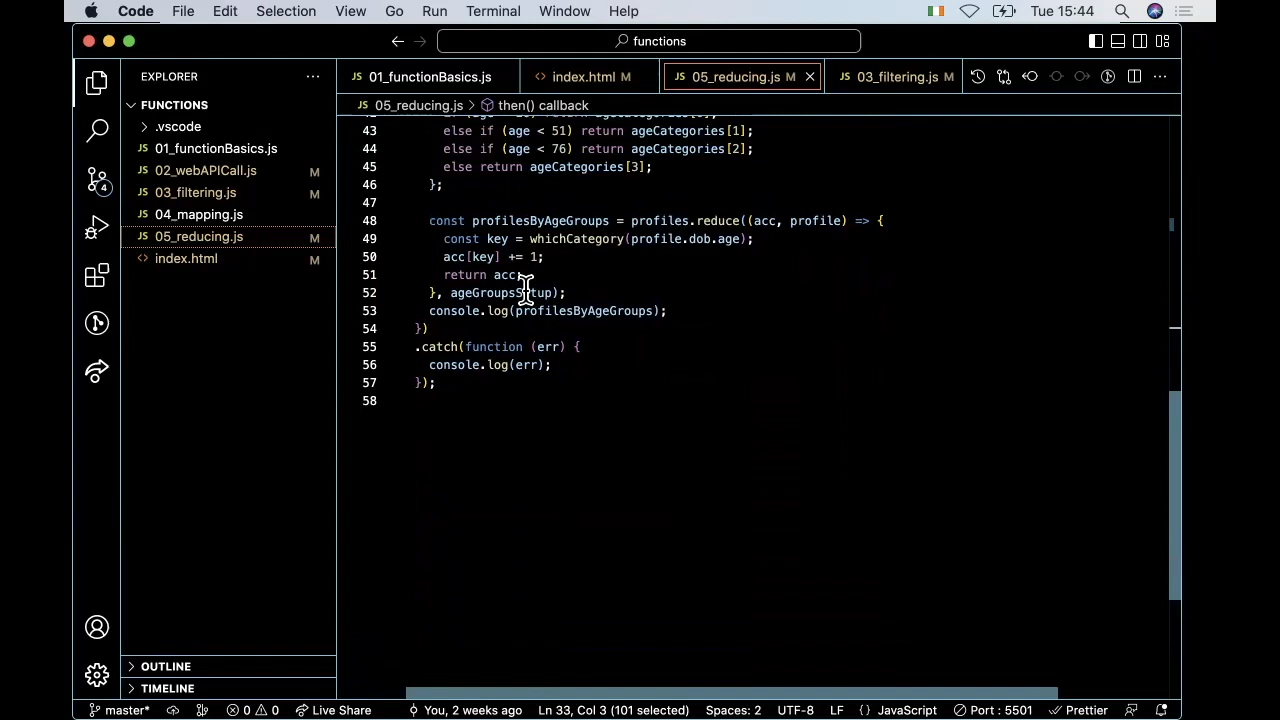 Code File Edit Selection View Go Run Terminal Window Help Tue 15:44
functions
EXPLORER
01_functionBasics.js
index.html M
05_reducing.js M
03_filtering.js M
05_reducing.js > then() callback
FUNCTIONS
.vscode
01_functionBasics.js
02_webAPICall.js M
03_filtering.js M
04_mapping.js
05_reducing.js M
index.html M
4
43 else if (age < 51) return ageCategories[1];
44 else if (age < 76) return ageCategories[2];
45 else return ageCategories[3];
46 };
47
48 const profilesByAgeGroups = profiles.reduce((acc, profile) => {
49 const key = whichCategory(profile.dob.age);
50 acc[key] += 1;
51 return acc;
52 }, ageGroupsSetup);
53 console.log(profilesByAgeGroups);
54 })
55 .catch(function (err) {
56 console.log(err);
57 });
58
OUTLINE
TIMELINE
master* 0 0 Live Share You, 2 weeks ago Ln 33, Col 3 (101 selected) Spaces: 2 UTF-8 LF {} JavaScript Port : 5501 Prettier